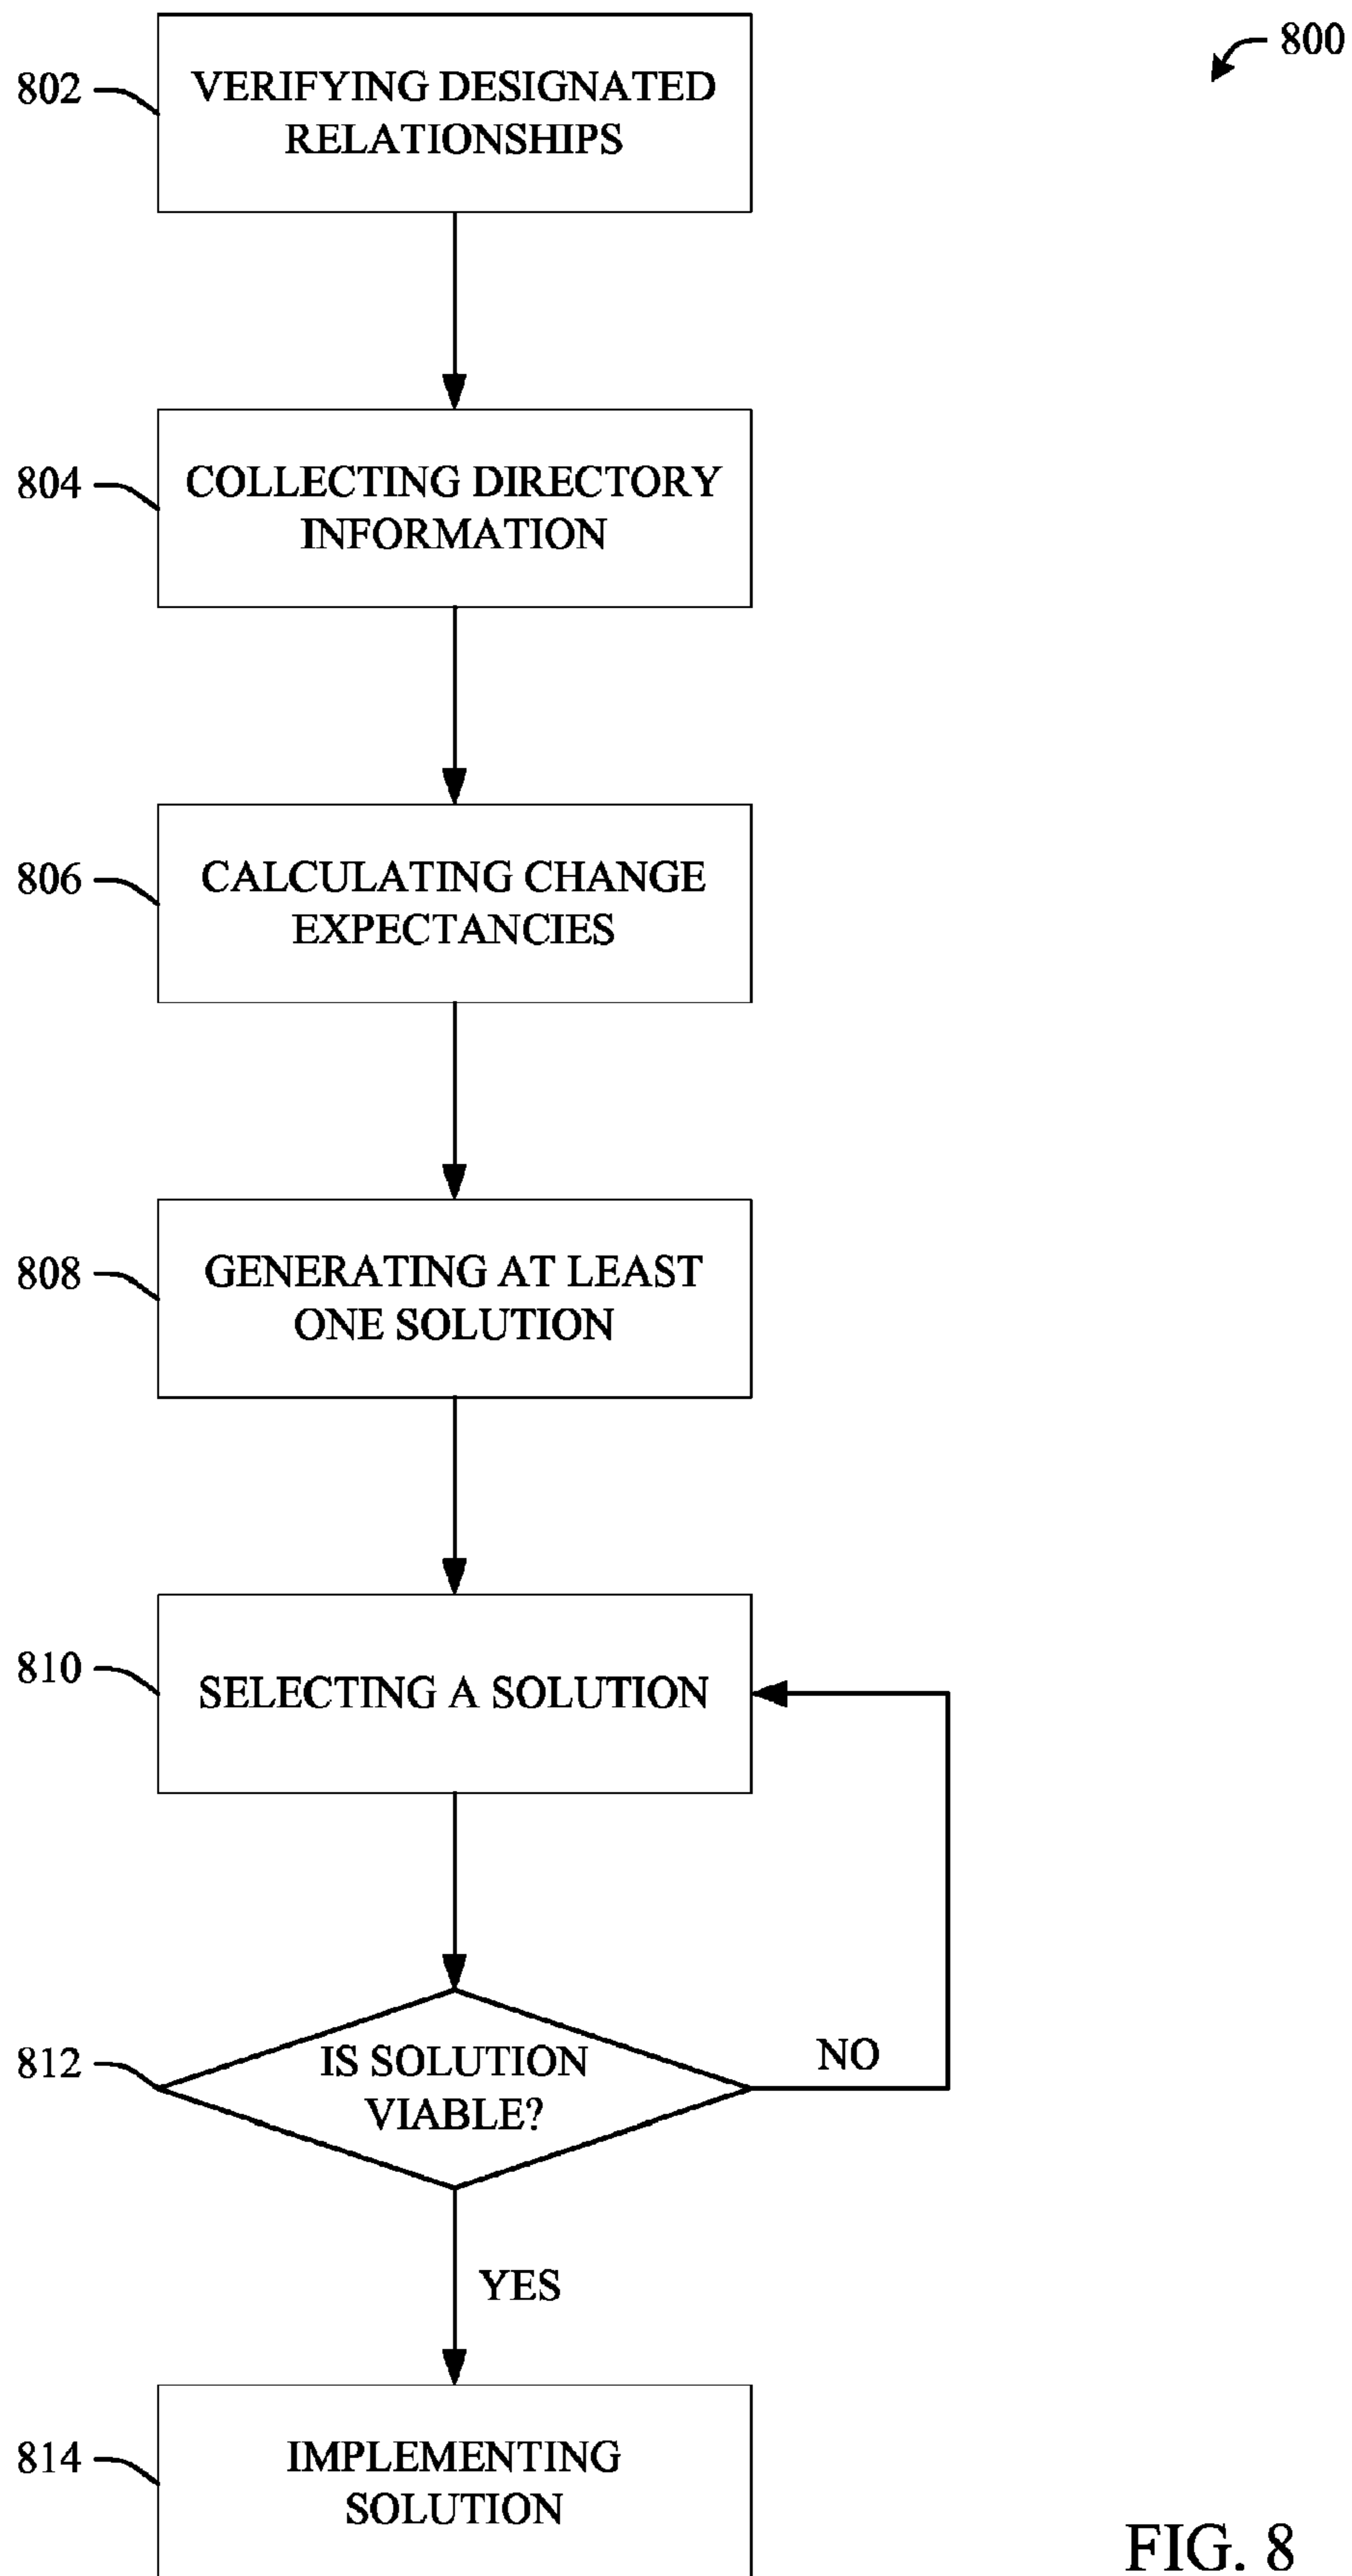 800
802
VERIFYING DESIGNATED
RELATIONSHIPS
804
COLLECTING DIRECTORY
INFORMATION
806
CALCULATING CHANGE
EXPECTANCIES
808
GENERATING AT LEAST
ONE SOLUTION
810
SELECTING A SOLUTION
812
IS SOLUTION
VIABLE?
NO
YES
814
IMPLEMENTING
SOLUTION
FIG. 8